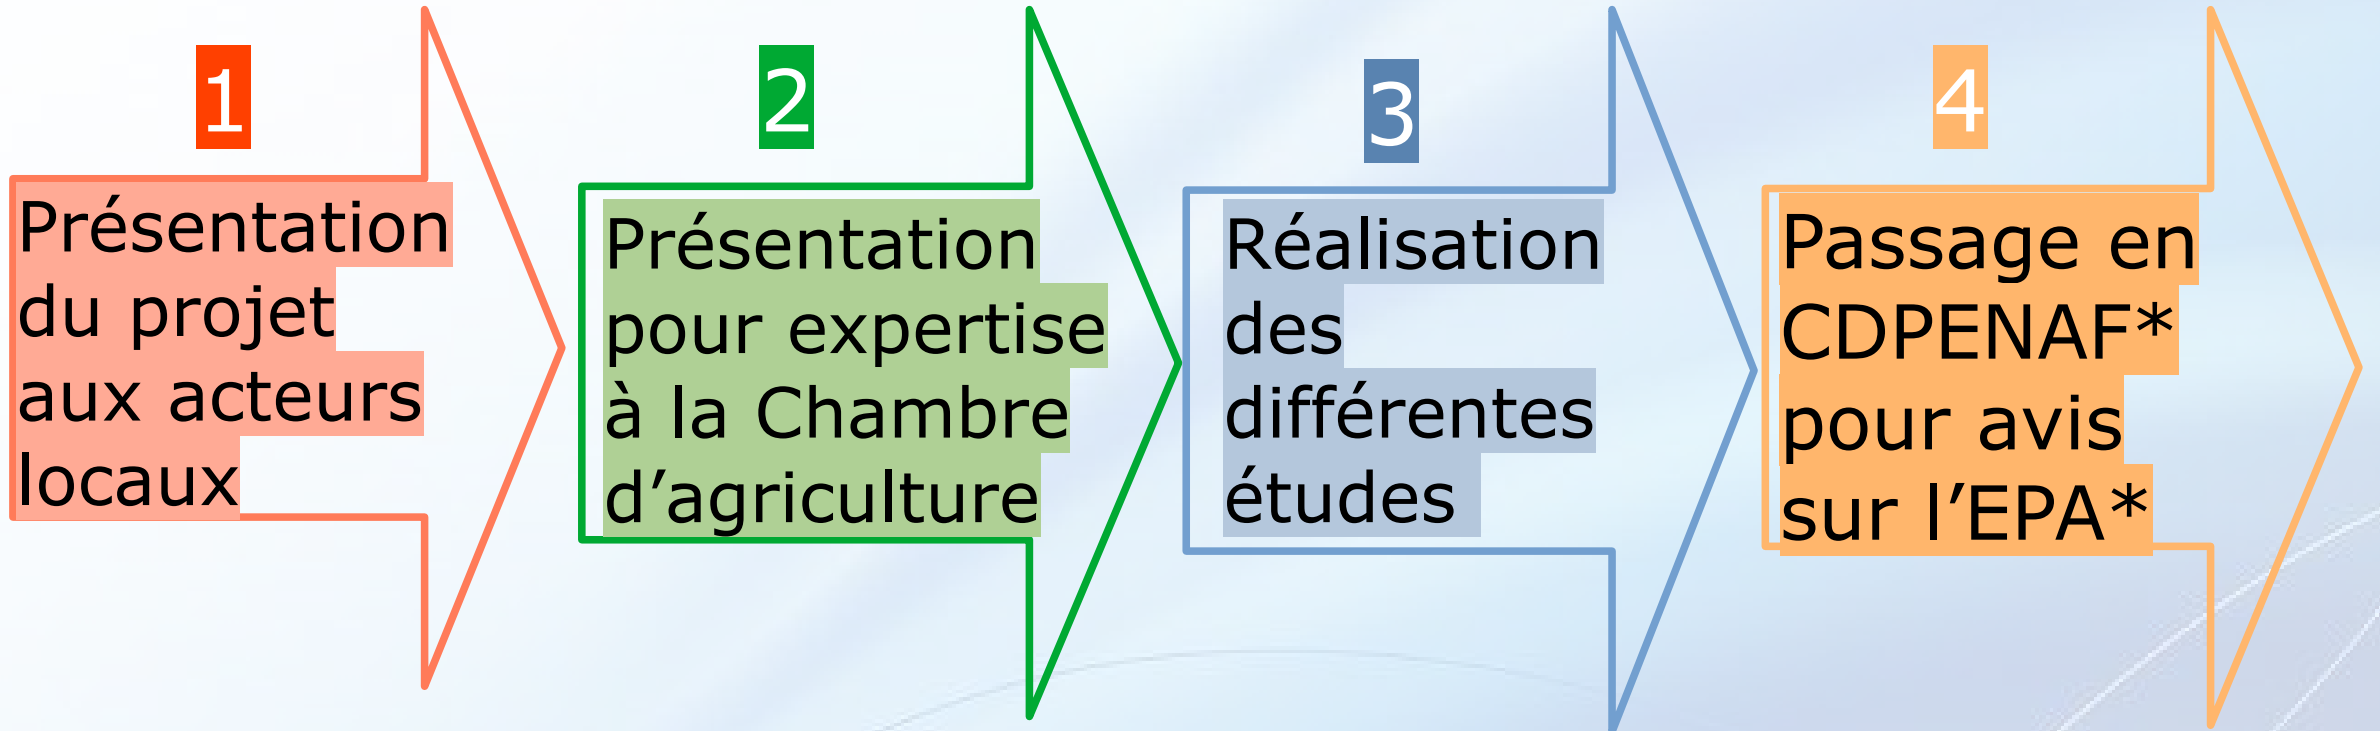 1
Présentation
du projet
aux acteurs
locaux
2
Présentation
pour expertise
à la Chambre
d’agriculture
3
Réalisation
des
différentes
études
4
Passage en
CDPENAF*
pour avis
sur l’EPA*